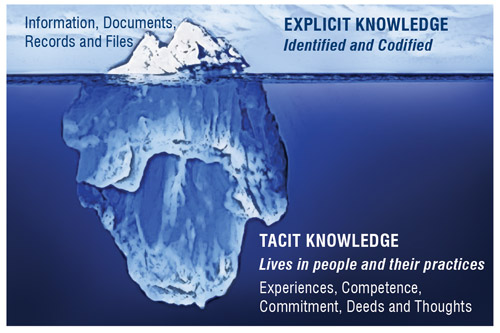 Information, Documents,
Records and Files
EXPLICIT KNOWLEDGE
Identified and Codified
TACIT KNOWLEDGE
Lives in people and their practices
Experiences, Competence,
Commitment, Deeds and Thoughts